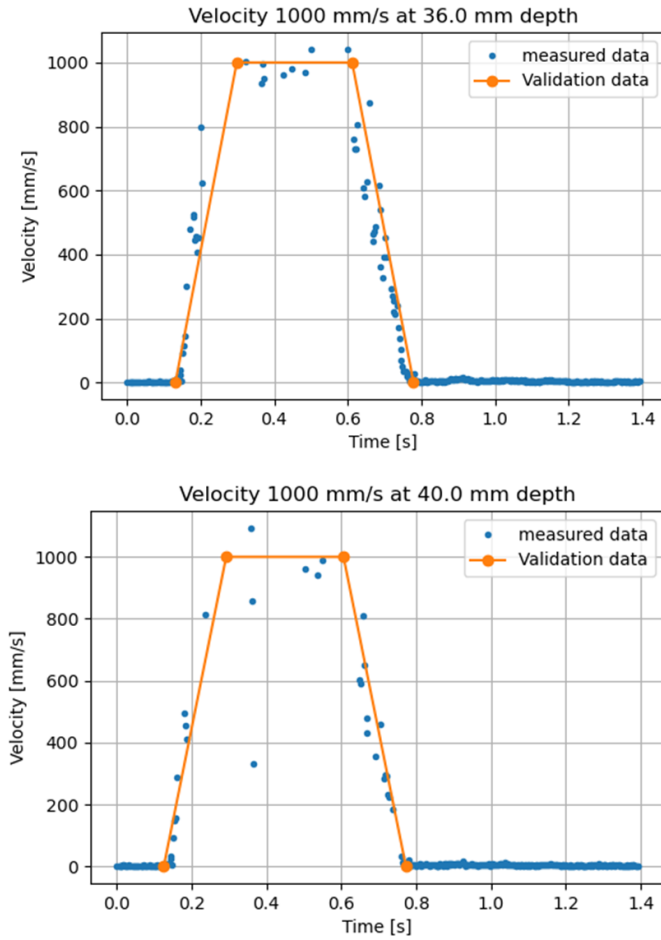 Velocity 1000 mm/s at 36.0 mm depth
measured data
Validation data
1000
800
600
400
200
0
Velocity [mm/s]
0.0 0.2 0.4 0.6 0.8 1.0 1.2 1.4
Time [s]
Velocity 1000 mm/s at 40.0 mm depth
measured data
Validation data
1000
800
600
400
200
0
Velocity [mm/s]
0.0 0.2 0.4 0.6 0.8 1.0 1.2 1.4
Time [s]